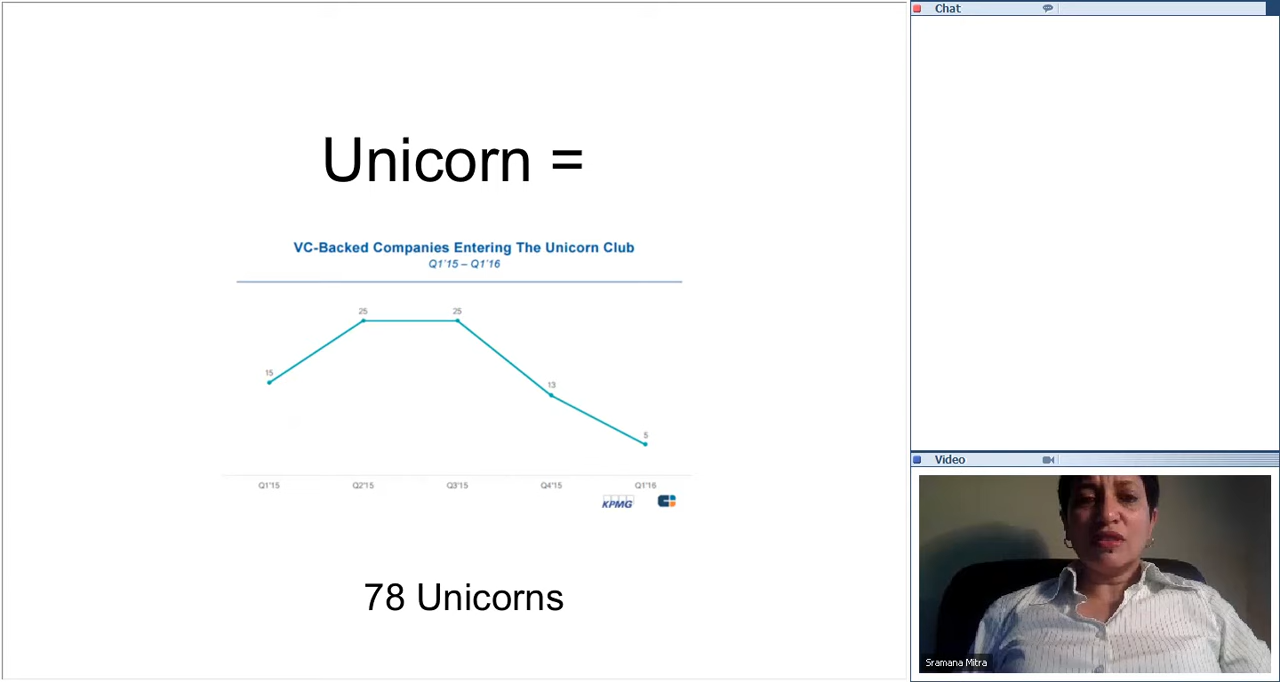 Unicorn =
VC-Backed Companies Entering The Unicorn Club
Q1'15 – Q1'16
25
25
15
13
5
Q1'15
Q2'15
Q3'15
Q4'15
Q1'16
KPMG
78 Unicorns
Chat
Video
Sramana Mitra